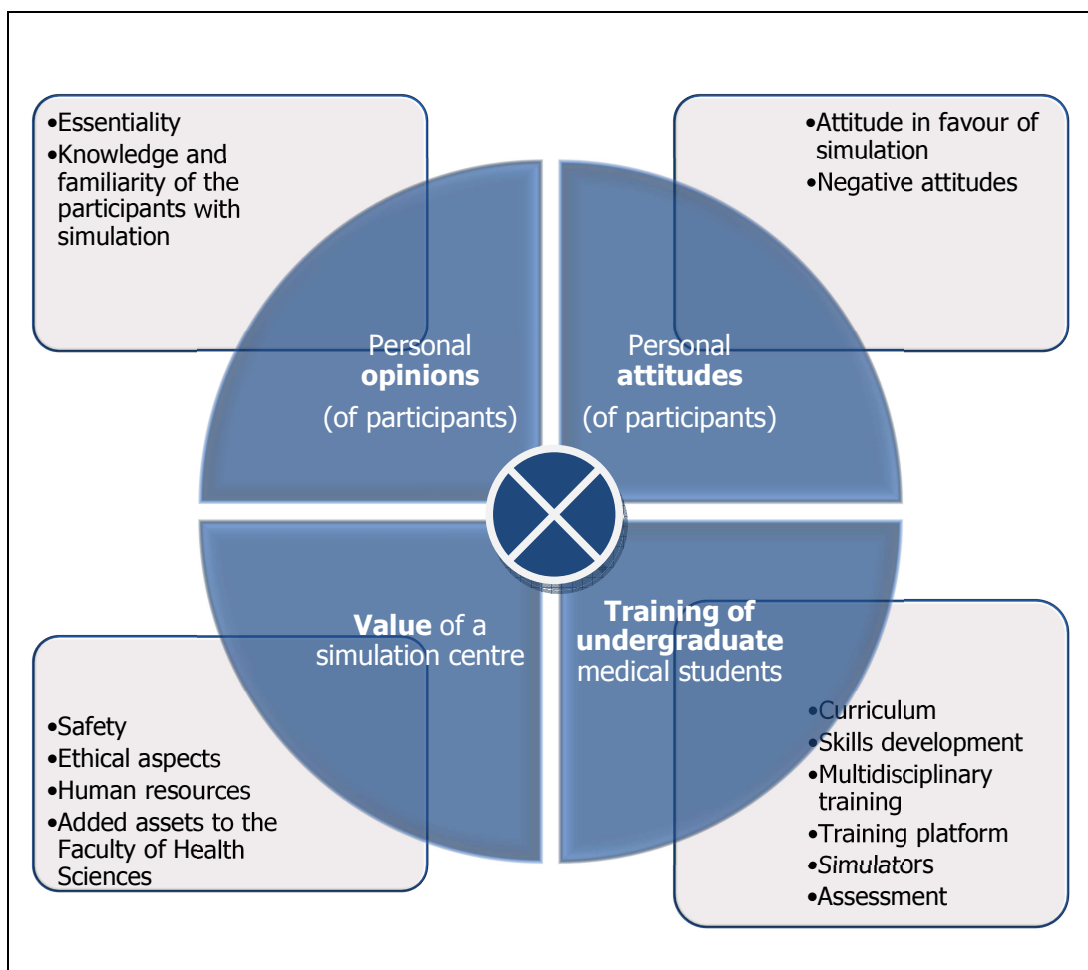 •Essentiality
•Knowledge and
familiarity of the
participants with
simulation
•Attitude in favour of
simulation
•Negative attitudes
Personal
opinions
(of participants)
Personal
attitudes
(of participants)
Value of a
simulation centre
Training of
undergraduate
medical students
•Safety
•Ethical aspects
•Human resources
•Added assets to the
Faculty of Health
Sciences
•Curriculum
•Skills development
•Multidisciplinary
training
•Training platform
•Simulators
•Assessment